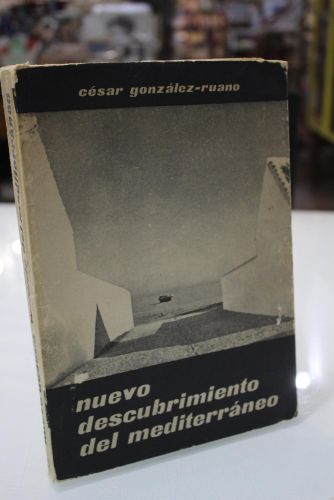 césar gonzález-ruano
nuevo
descubrimiento
del mediterráneo